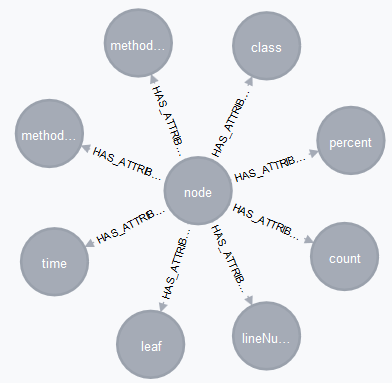 method...
class
method...
percent
node
time
count
leaf
lineNu...
HAS_ATTRIB...
HAS_ATTRIB...
HAS_ATTRIB...
HAS_ATTRIB...
HAS_ATTRIB...
HAS_ATTRIB...
HAS_ATTRIB...
HAS_ATTRIB...